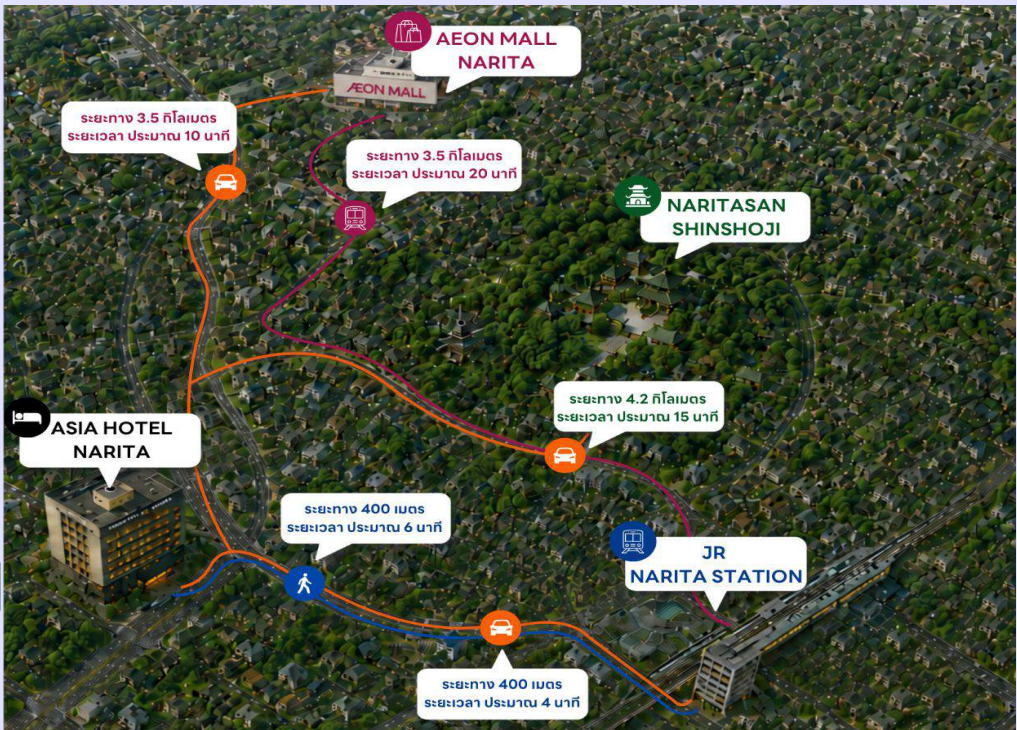 AEON MALL
NARITA
ÆON MALL
ระยะทาง 3.5 กิโลเมตร
ระยะเวลา ประมาณ 10 นาที
ระยะทาง 3.5 กิโลเมตร
ระยะเวลา ประมาณ 20 นาที
NARITASAN
SHINSHOJI
ระยะทาง 4.2 กิโลเมตร
ระยะเวลา ประมาณ 15 นาที
ASIA HOTEL
NARITA
ระยะทาง 400 เมตร
ระยะเวลา ประมาณ 6 นาที
JR
NARITA STATION
ระยะทาง 400 เมตร
ระยะเวลา ประมาณ 4 นาที